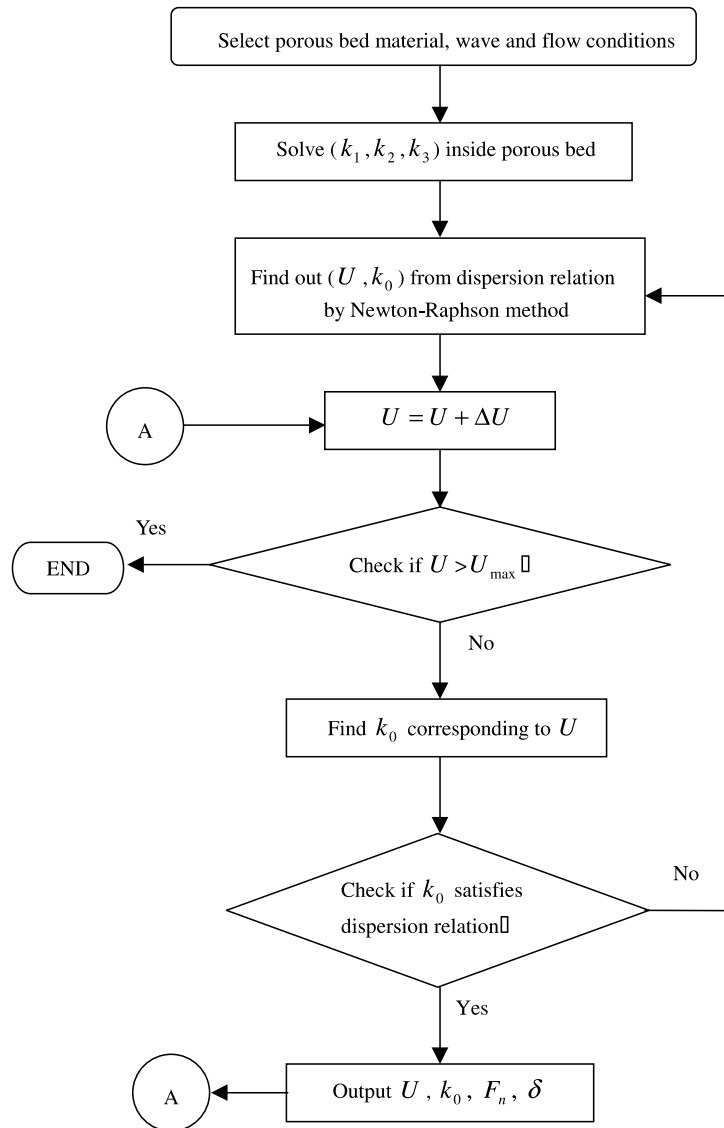 Select porous bed material, wave and flow conditions
Solve (k₁, k₂, k₃) inside porous bed
Find out (U, k₀) from dispersion relation
by Newton-Raphson method
A
U = U + ΔU
Yes
END
Check if U > U_max ▯
No
Find k₀ corresponding to U
Check if k₀ satisfies
dispersion relation▯
No
Yes
A
Output U, k₀, Fₙ, δ